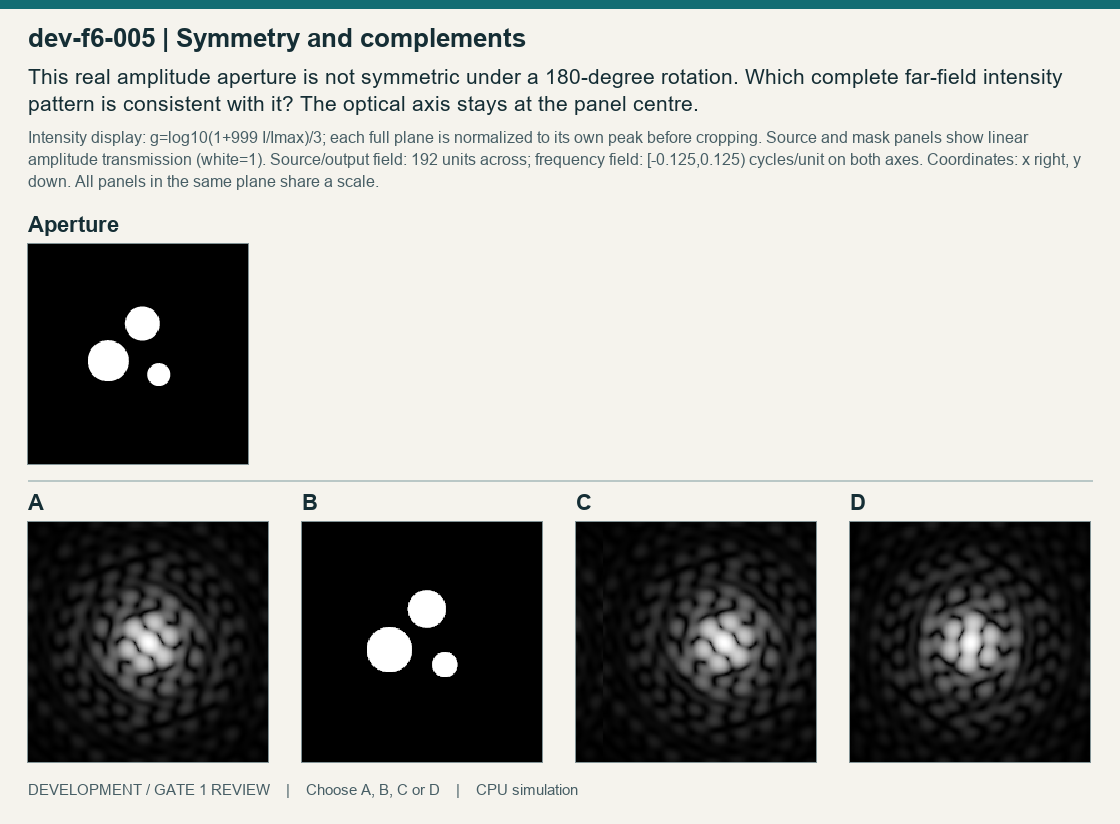 dev-f6-005 | Symmetry and complements
This real amplitude aperture is not symmetric under a 180-degree rotation. Which complete far-field intensity
pattern is consistent with it? The optical axis stays at the panel centre.
Intensity display: g=log10(1+999 I/Imax)/3; each full plane is normalized to its own peak before cropping. Source and mask panels show linear
amplitude transmission (white=1). Source/output field: 192 units across; frequency field: [-0.125,0.125) cycles/unit on both axes. Coordinates: x right, y
down. All panels in the same plane share a scale.
Aperture
A B C D
DEVELOPMENT / GATE 1 REVIEW | Choose A, B, C or D | CPU simulation